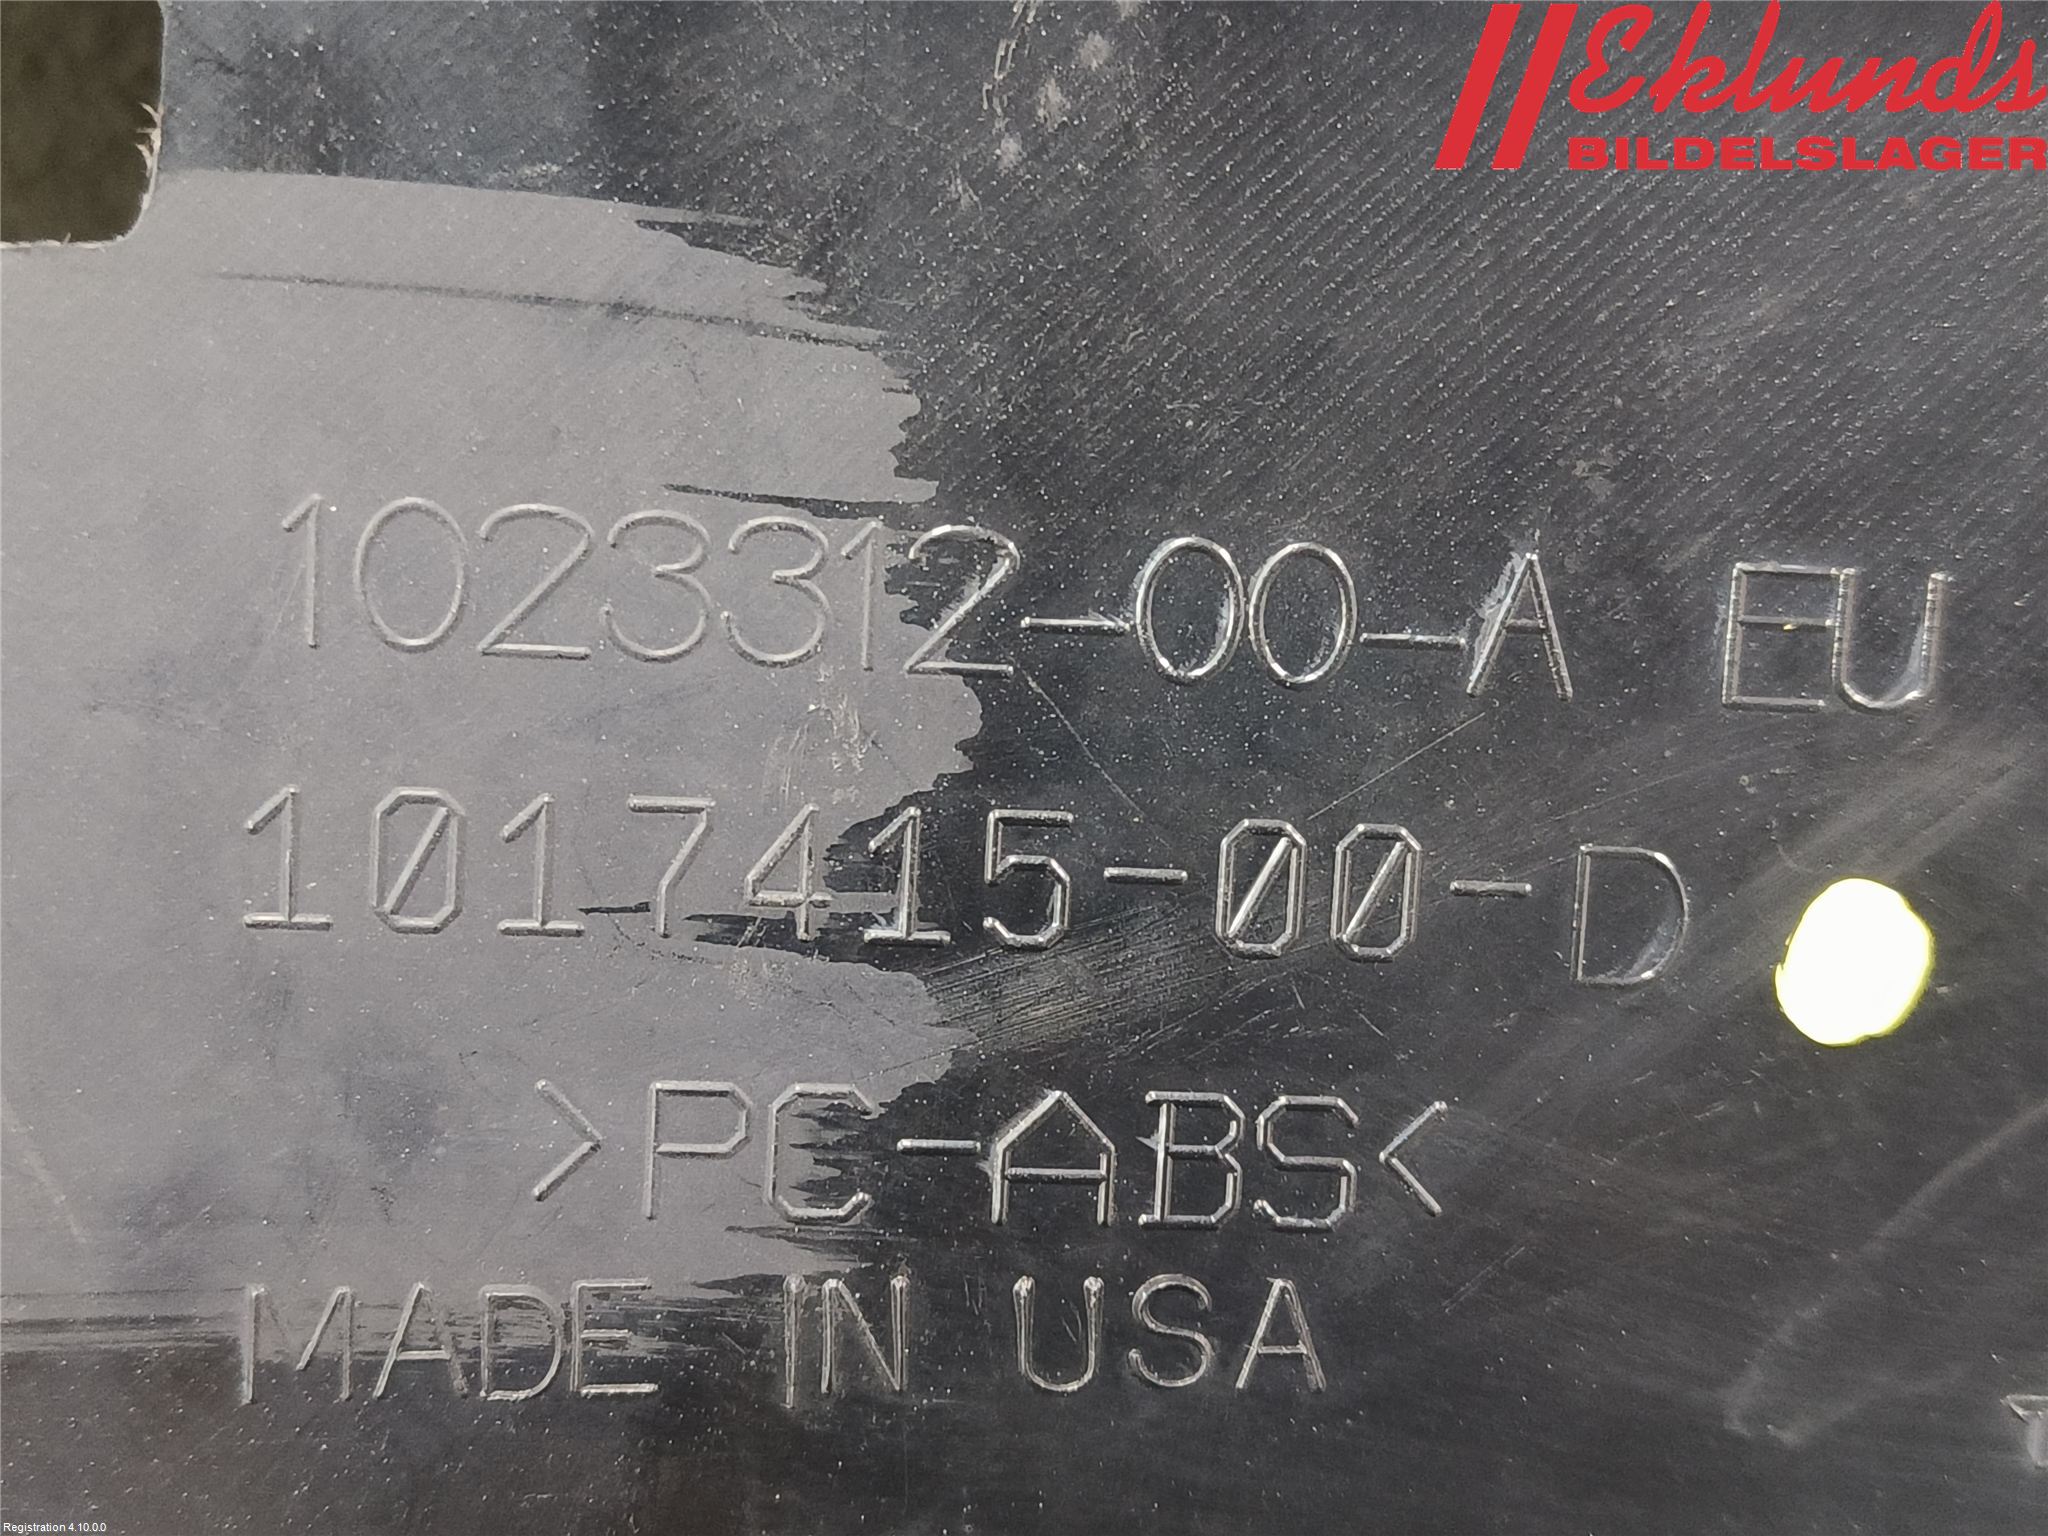 Eklunds
BILDELSLAGER
1023312-00-A EU
1017415-00-D
>PC-ABS<
MADE IN USA
Registration 4.10.0.0